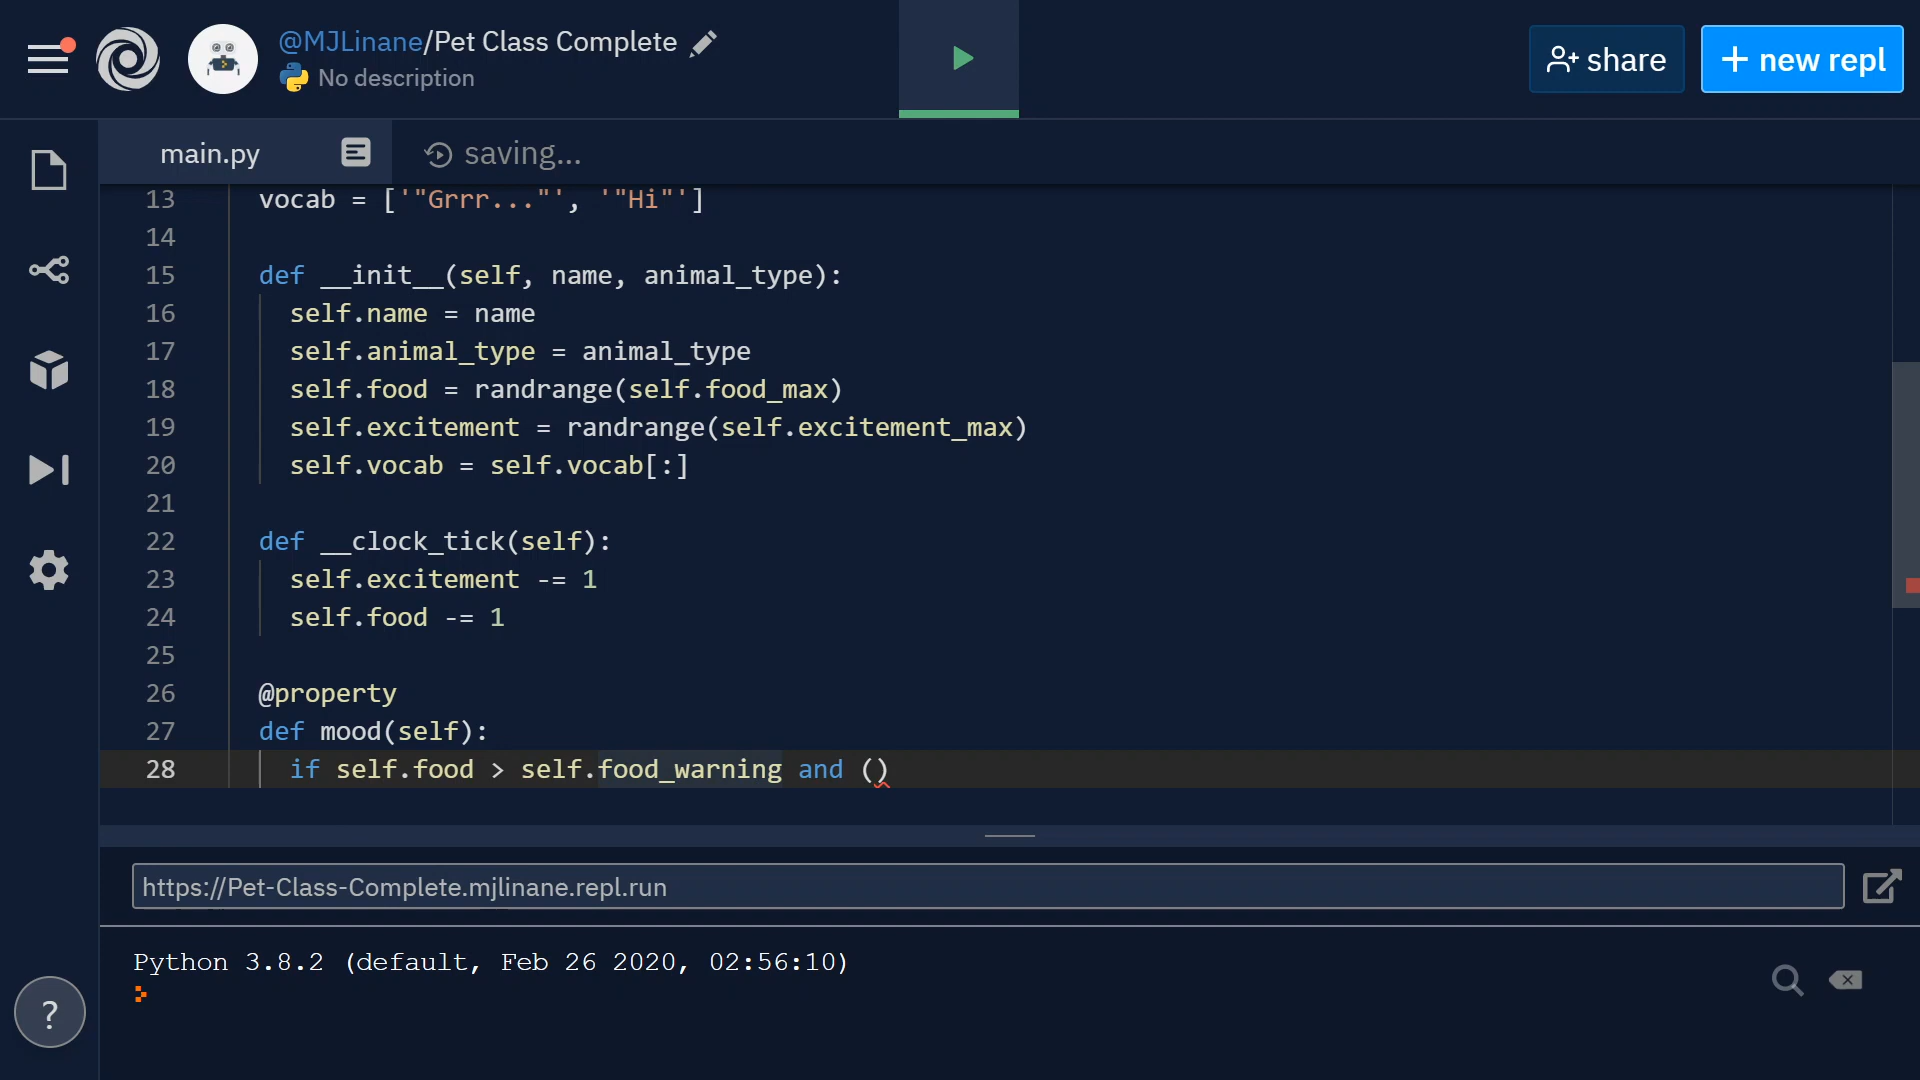 @MJLinane/Pet Class Complete
No description
share
+ new repl
main.py
saving...
13 vocab = ['"Grrr..."', '"Hi"']
14
15 def __init__(self, name, animal_type):
16 self.name = name
17 self.animal_type = animal_type
18 self.food = randrange(self.food_max)
19 self.excitement = randrange(self.excitement_max)
20 self.vocab = self.vocab[:]
21
22 def __clock_tick(self):
23 self.excitement -= 1
24 self.food -= 1
25
26 @property
27 def mood(self):
28 if self.food > self.food_warning and ()
https://Pet-Class-Complete.mjlinane.repl.run
Python 3.8.2 (default, Feb 26 2020, 02:56:10)
?